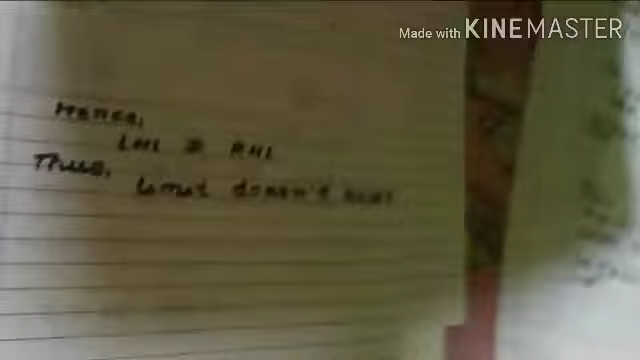 Made with KINEMASTER
Hence,
LHL ≠ RHL
Thus, limit doesn't exist